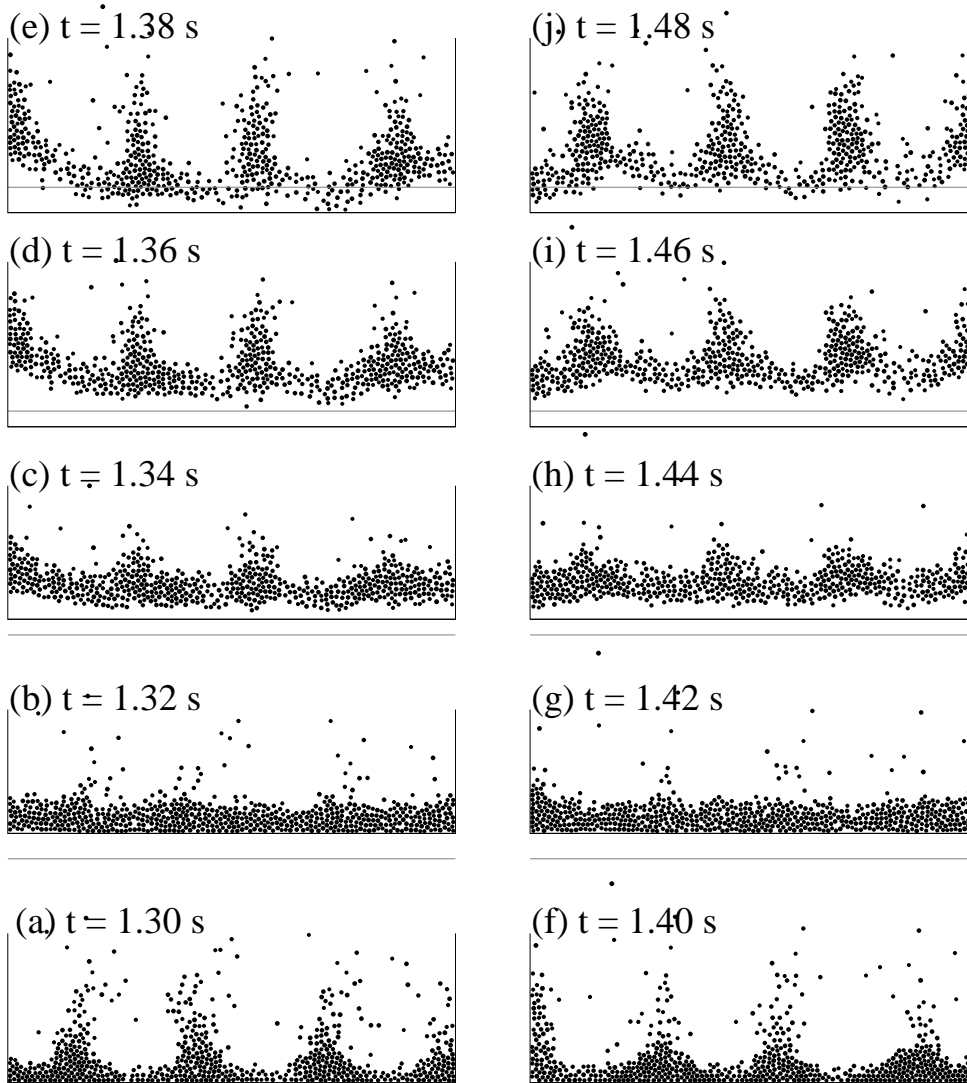 (e) t = 1.38 s
(j) t = 1.48 s
(d) t = 1.36 s
(i) t = 1.46 s
(c) t = 1.34 s
(h) t = 1.44 s
(b) t = 1.32 s
(g) t = 1.42 s
(a) t = 1.30 s
(f) t = 1.40 s